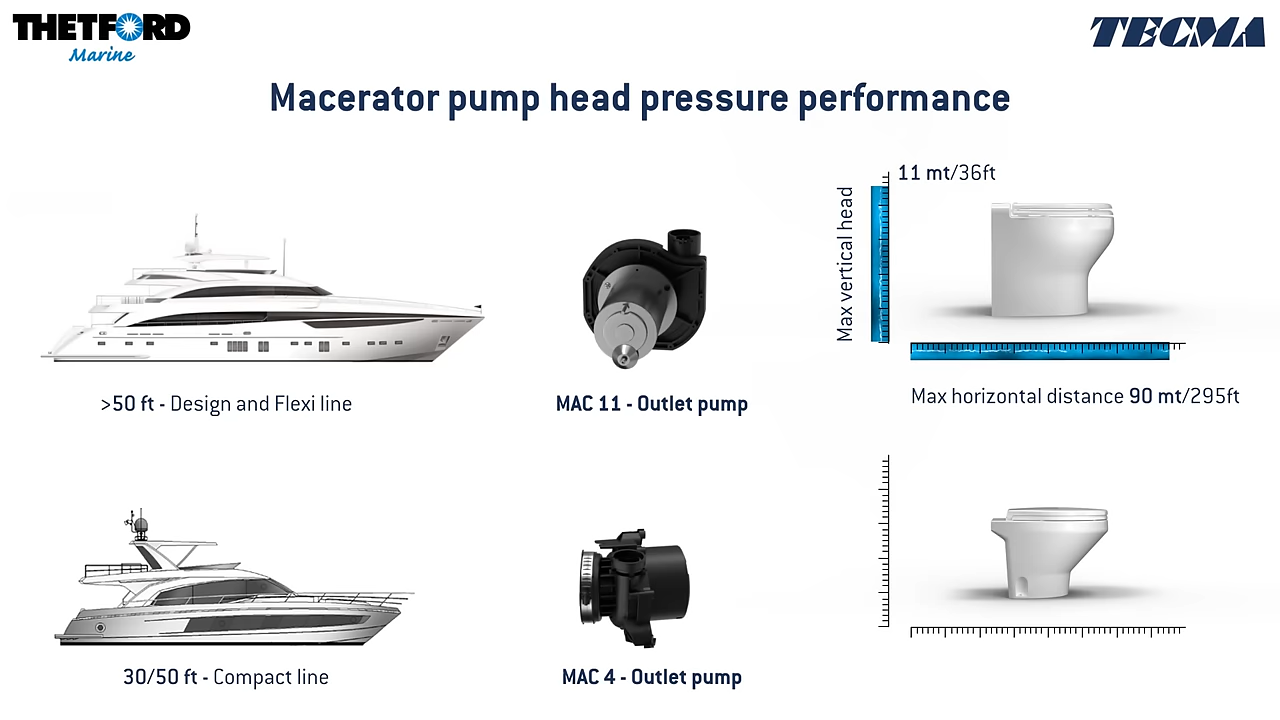 THETFORD
Marine
TECMA
Macerator pump head pressure performance
11 mt/36ft
Max vertical head
>50 ft - Design and Flexi line
MAC 11 - Outlet pump
Max horizontal distance 90 mt/295ft
30/50 ft - Compact line
MAC 4 - Outlet pump